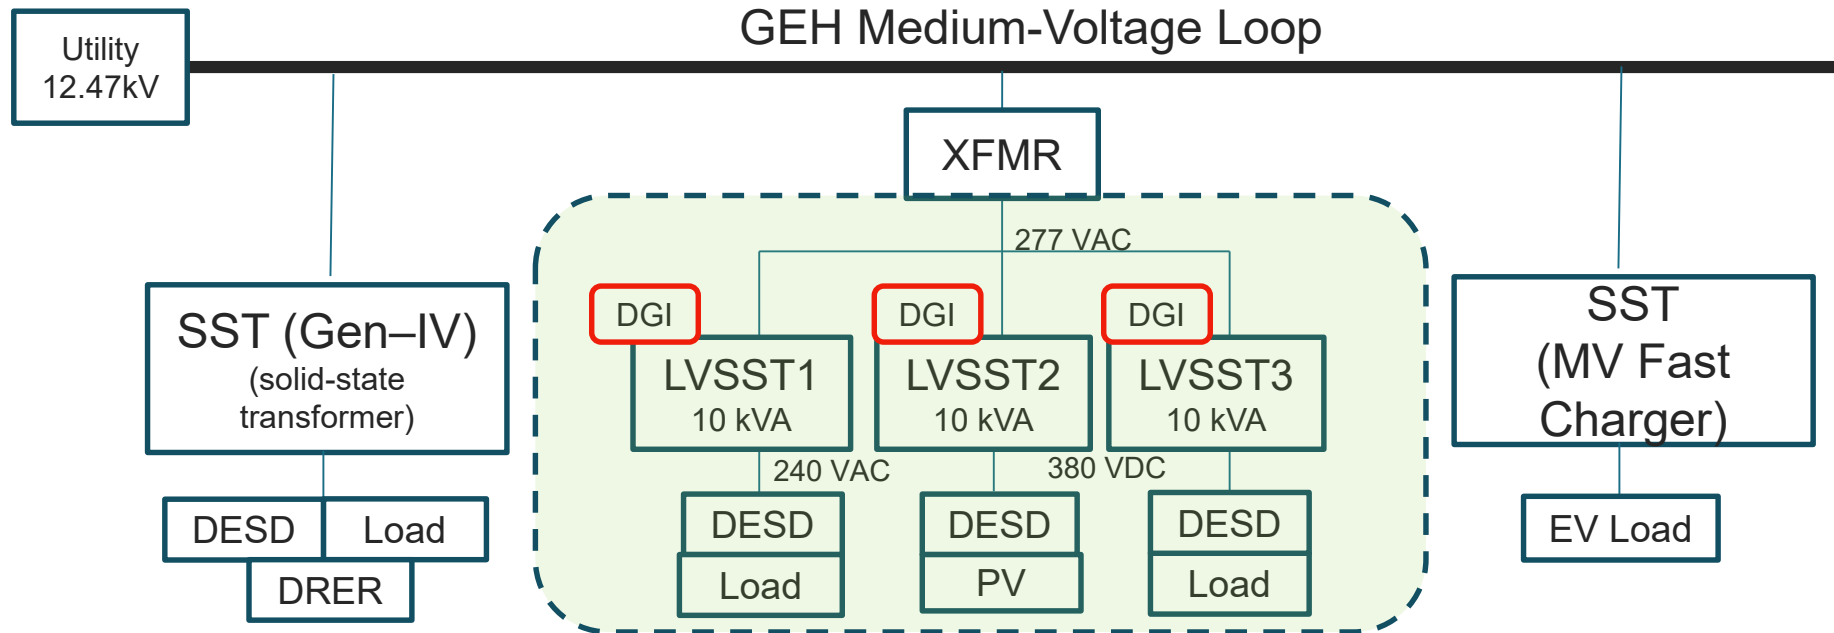 GEH Medium-Voltage Loop
Utility
12.47kV
XFMR
277 VAC
DGI
DGI
DGI
SST (Gen–IV)
(solid-state
transformer)
LVSST1
10 kVA
LVSST2
10 kVA
LVSST3
10 kVA
SST
(MV Fast
Charger)
240 VAC
380 VDC
DESD
Load
DRER
DESD
Load
DESD
PV
DESD
Load
EV Load